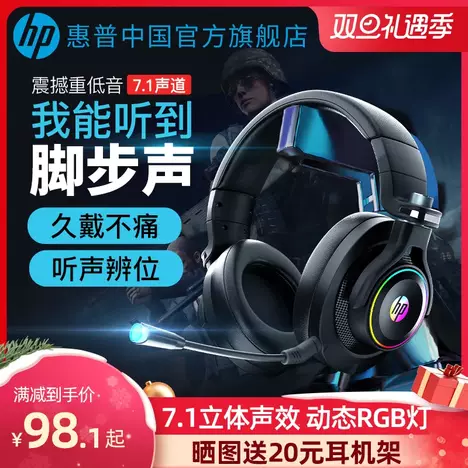 hp 惠普中国官方旗舰店
双旦礼遇季
震撼重低音 7.1声道
我能听到
脚步声
久戴不痛
听声辨位
hp
满减到手价
¥98.1起
7.1立体声效 动态RGB灯
晒图送20元耳机架